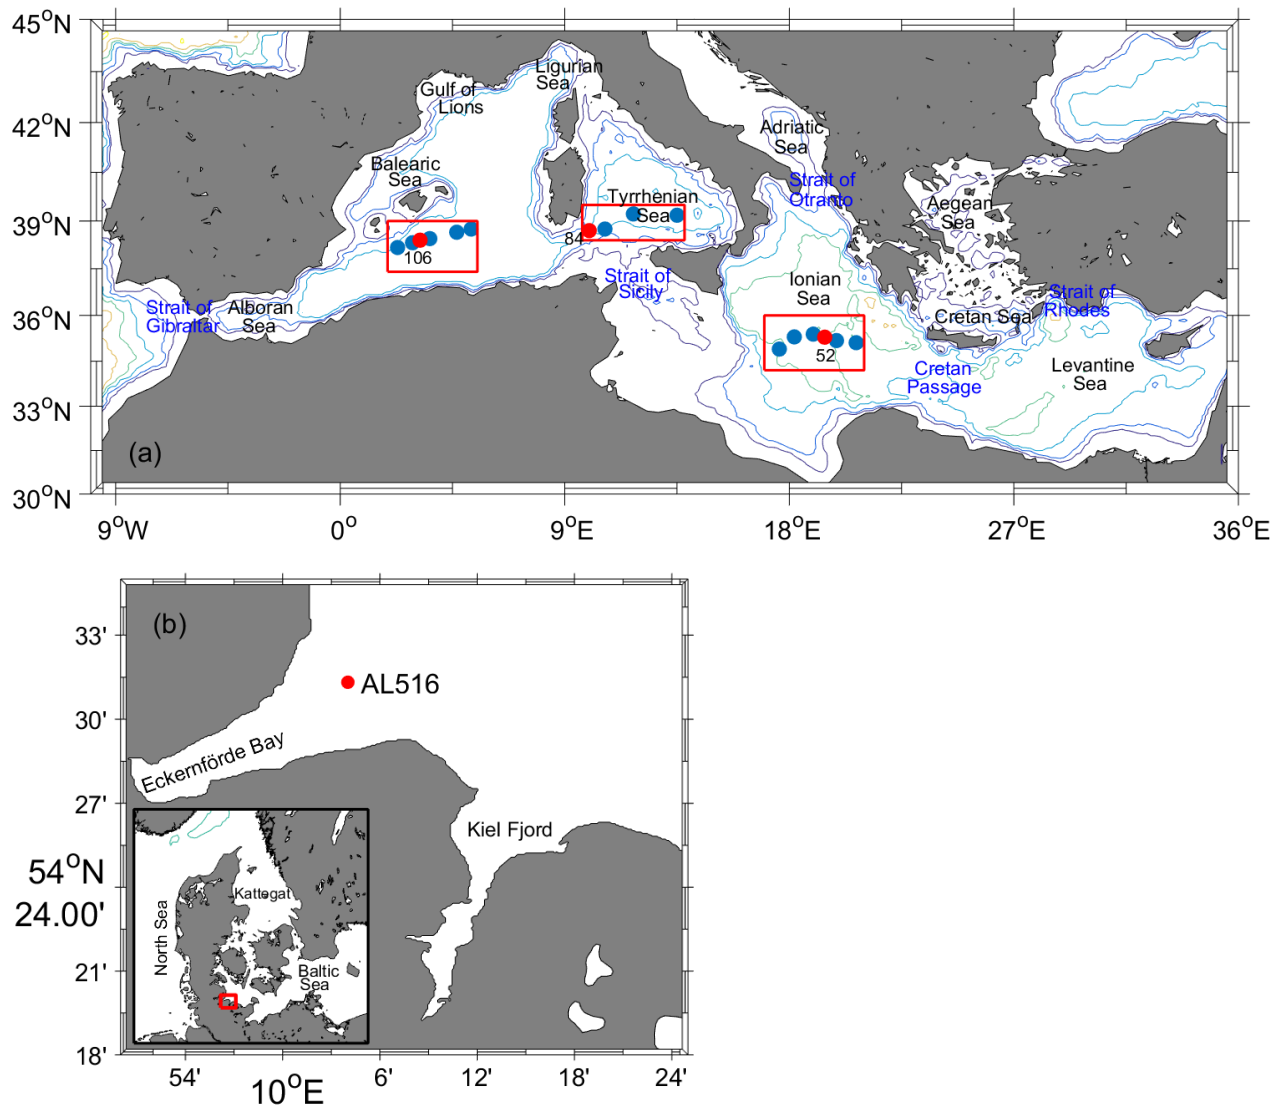 45°N
Ligurian
Sea
Gulf of
Lions
42°N
Adriatic
Sea
Balearic
Sea
Strait of
Otranto
Tyrrhenian
Sea
Aegean
Sea
39°N
84
106
Strait of
Sicily
Ionian
Sea
Strait of
Rhodes
Strait of
Gibraltar
Alboran
Sea
36°N
Cretan Sea
52
Cretan
Passage
Levantine
Sea
33°N
(a)
30°N
9°W
0°
9°E
18°E
27°E
36°E
(b)
33'
AL516
30'
Eckernförde Bay
27'
Kiel Fjord
54°N
24.00'
Kattegat
North Sea
Baltic
Sea
21'
18'
54'
10°E
6'
12'
18'
24'